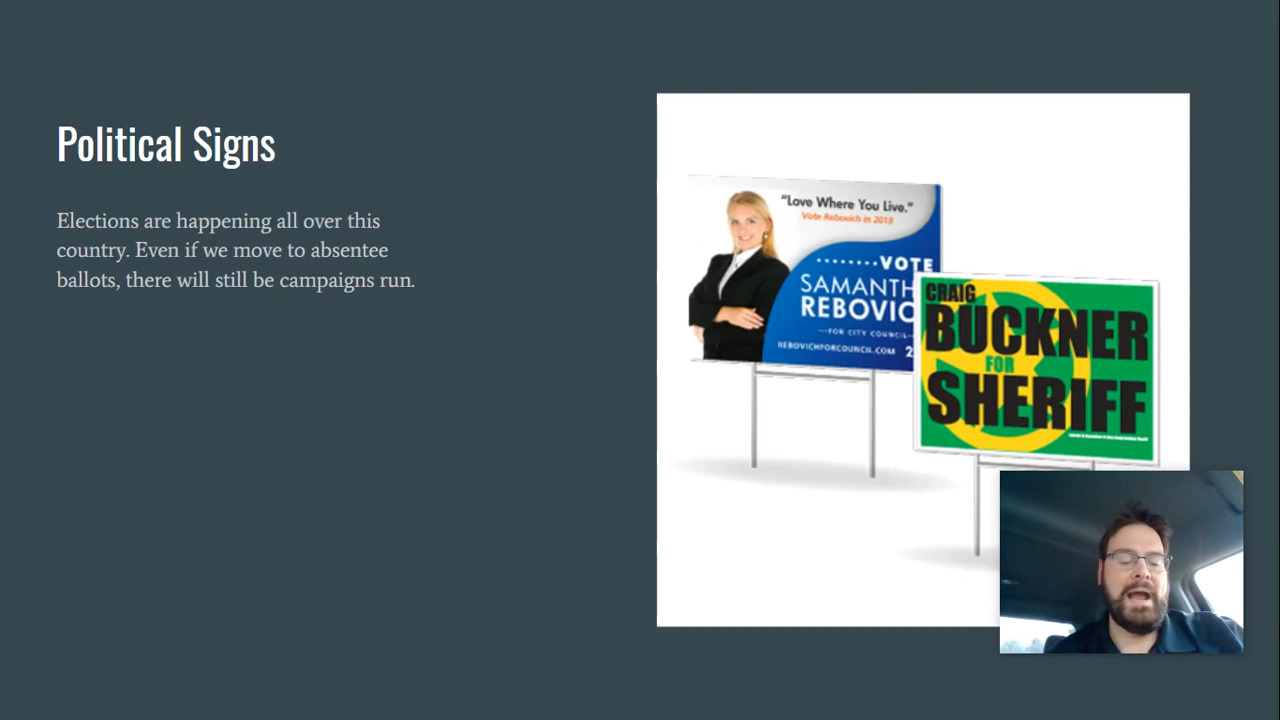 Political Signs
Elections are happening all over this
country. Even if we move to absentee
ballots, there will still be campaigns run.
“Love Where You Live.”
Vote Rebovich in 2018
VOTE
SAMANTH
REBOVIC
FOR CITY COUNCIL
REBOVICHFORCOUNCIL.COM 2
CRAIG
BUCKNER
FOR
SHERIFF